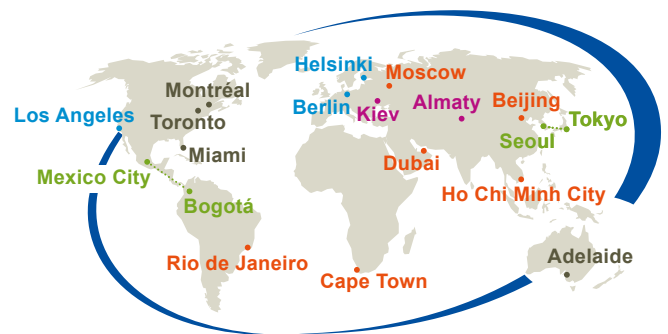 Helsinki
Moscow
Montréal
Berlin
Kiev
Almaty
Beijing
Los Angeles
Toronto
Tokyo
Seoul
Miami
Dubai
Mexico City
Ho Chi Minh City
Bogotá
Adelaide
Rio de Janeiro
Cape Town